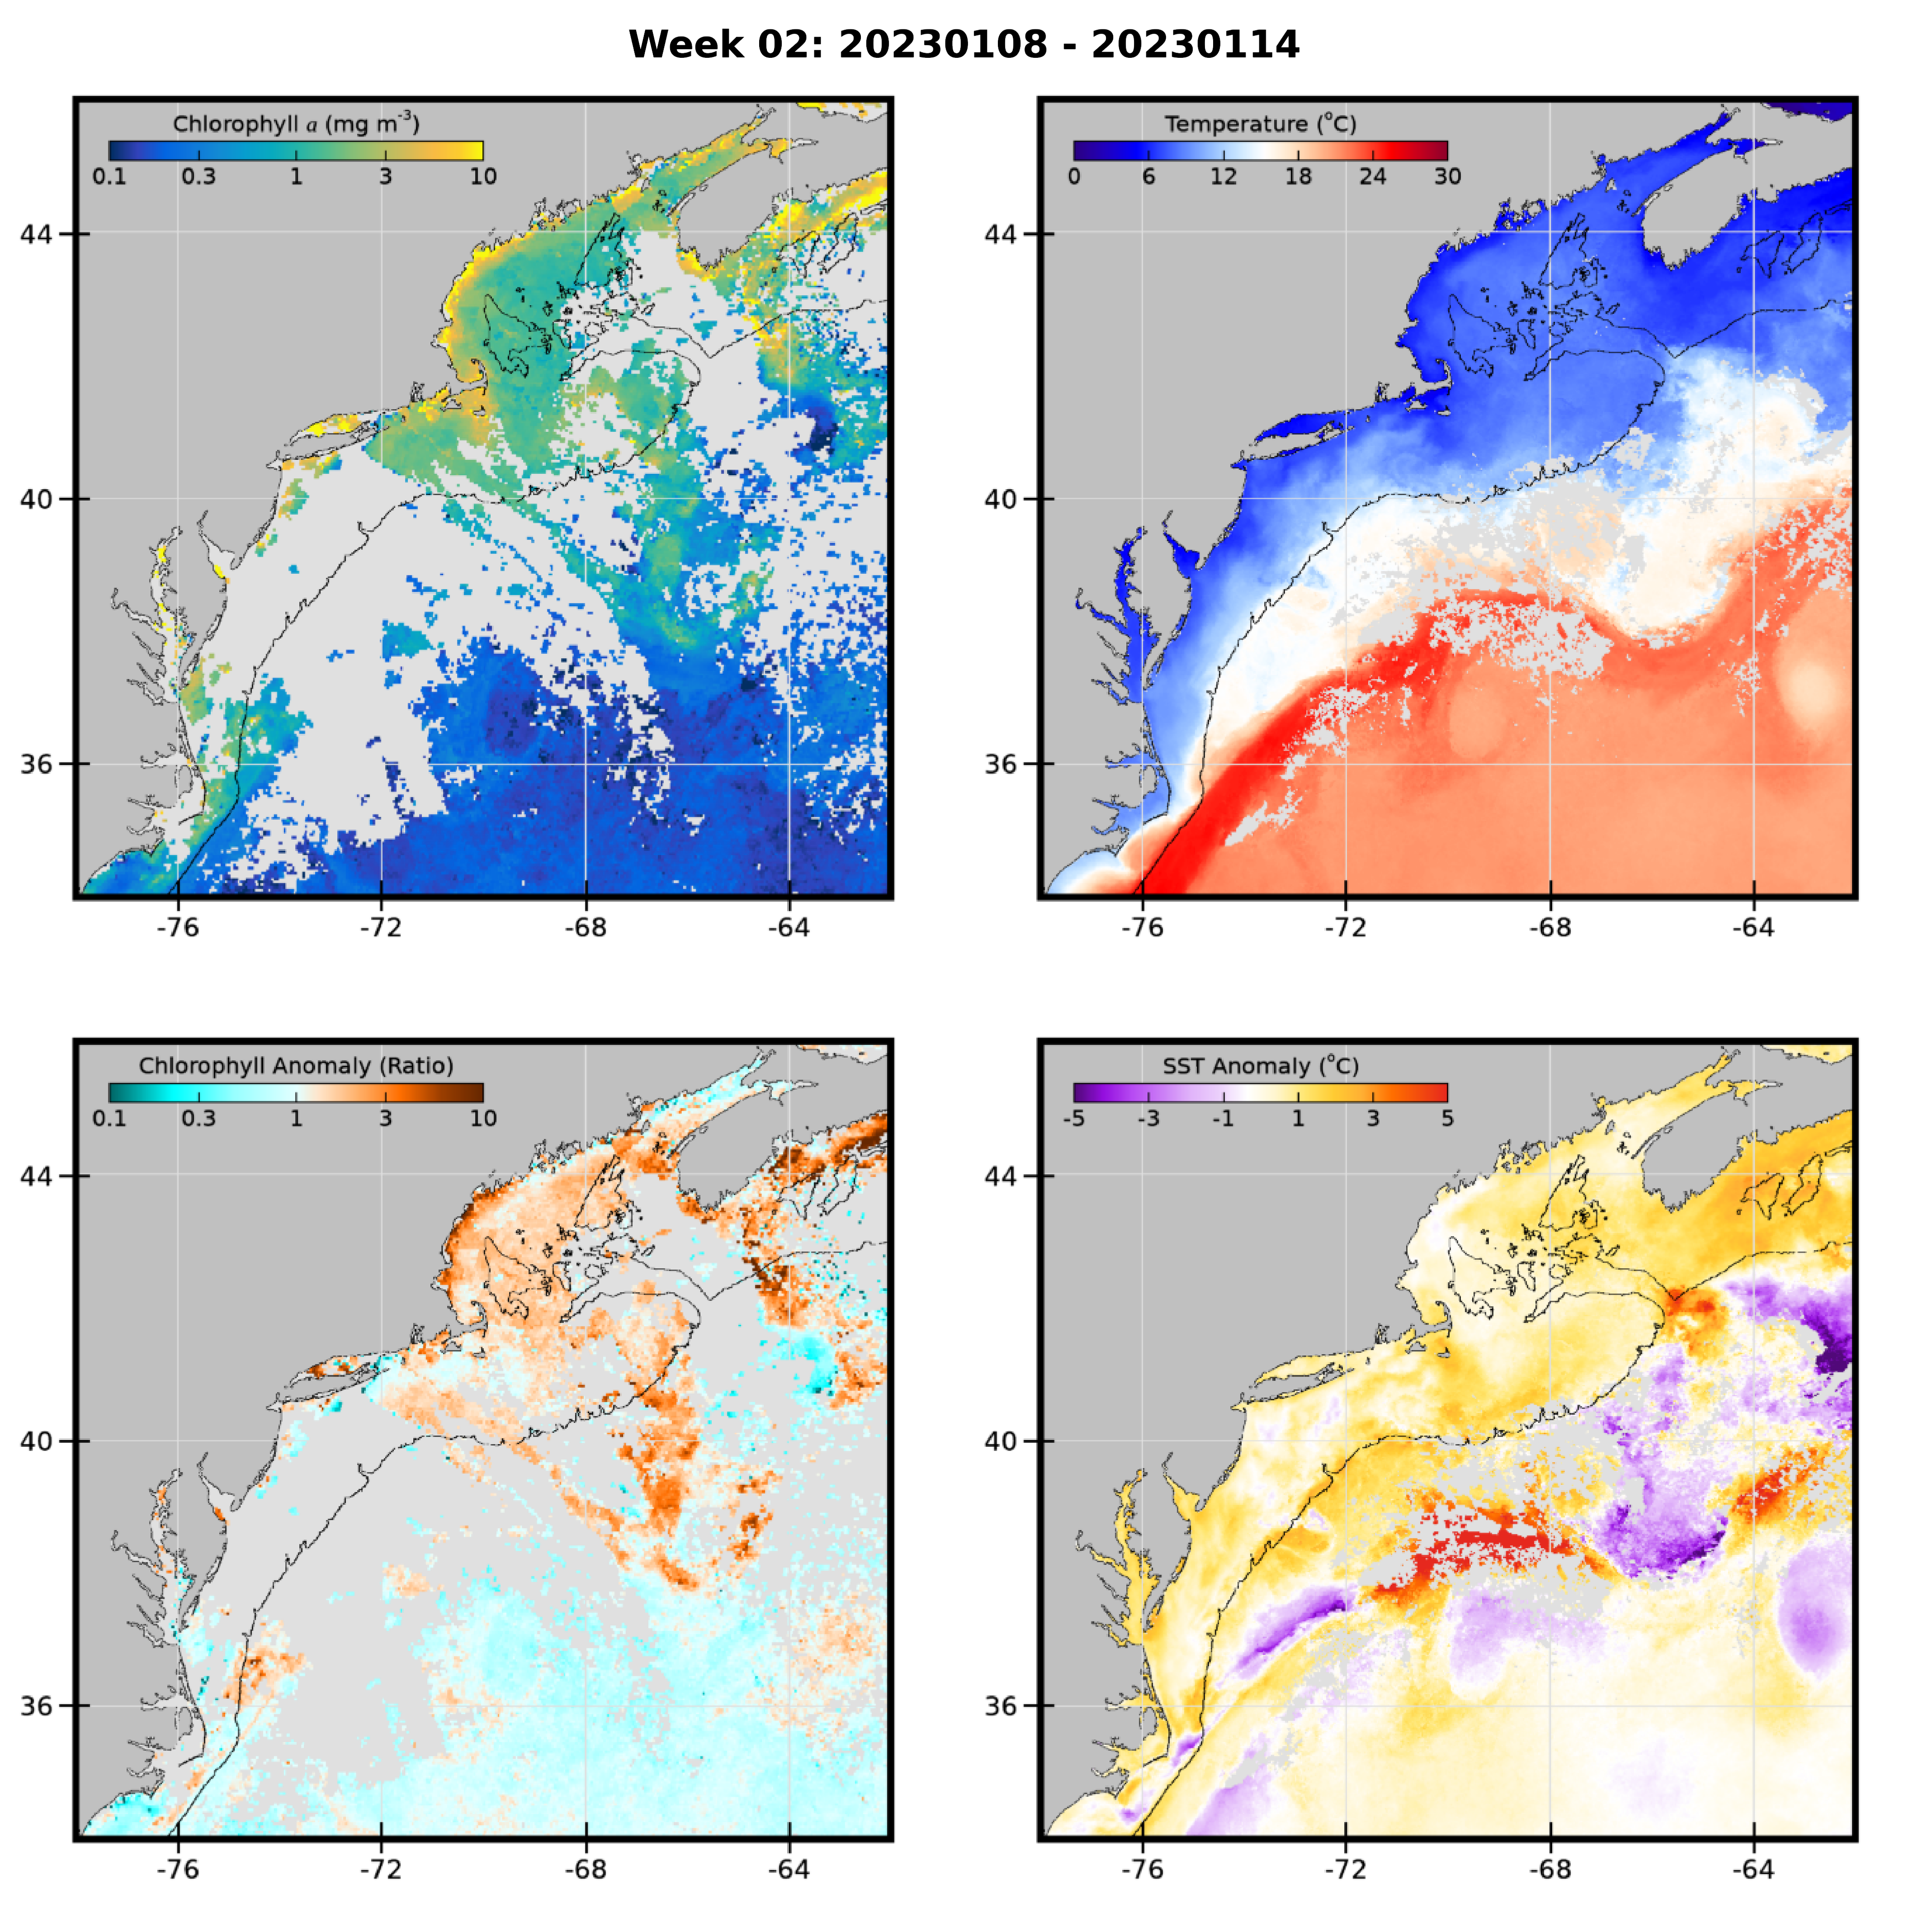 Week 02: 20230108 - 20230114
Chlorophyll a (mg m⁻³)
0.1 0.3 1 3 10
44
40
36
-76 -72 -68 -64
Temperature (°C)
0 6 12 18 24 30
44
40
36
-76 -72 -68 -64
Chlorophyll Anomaly (Ratio)
0.1 0.3 1 3 10
44
40
36
-76 -72 -68 -64
SST Anomaly (°C)
-5 -3 -1 1 3 5
44
40
36
-76 -72 -68 -64